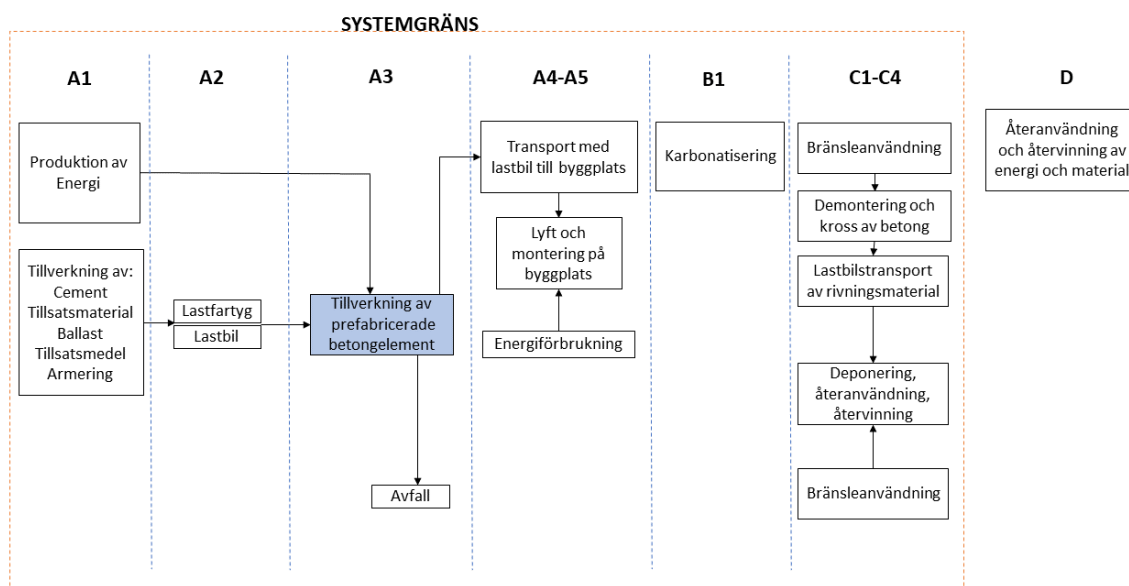 SYSTEMGRÄNS
A1
A2
A3
A4-A5
B1
C1-C4
D
Produktion av
Energi
Tillverkning av:
Cement
Tillsatsmaterial
Ballast
Tillsatsmedel
Armering
Lastfartyg
Lastbil
Tillverkning av
prefabricerade
betongelement
Avfall
Transport med
lastbil till byggplats
Lyft och
montering på
byggplats
Energiförbrukning
Karbonatisering
Bränsleanvändning
Demontering och
kross av betong
Lastbilstransport
av rivningsmaterial
Deponering,
återanvändning,
återvinning
Bränsleanvändning
Återanvändning
och återvinning av
energi och material